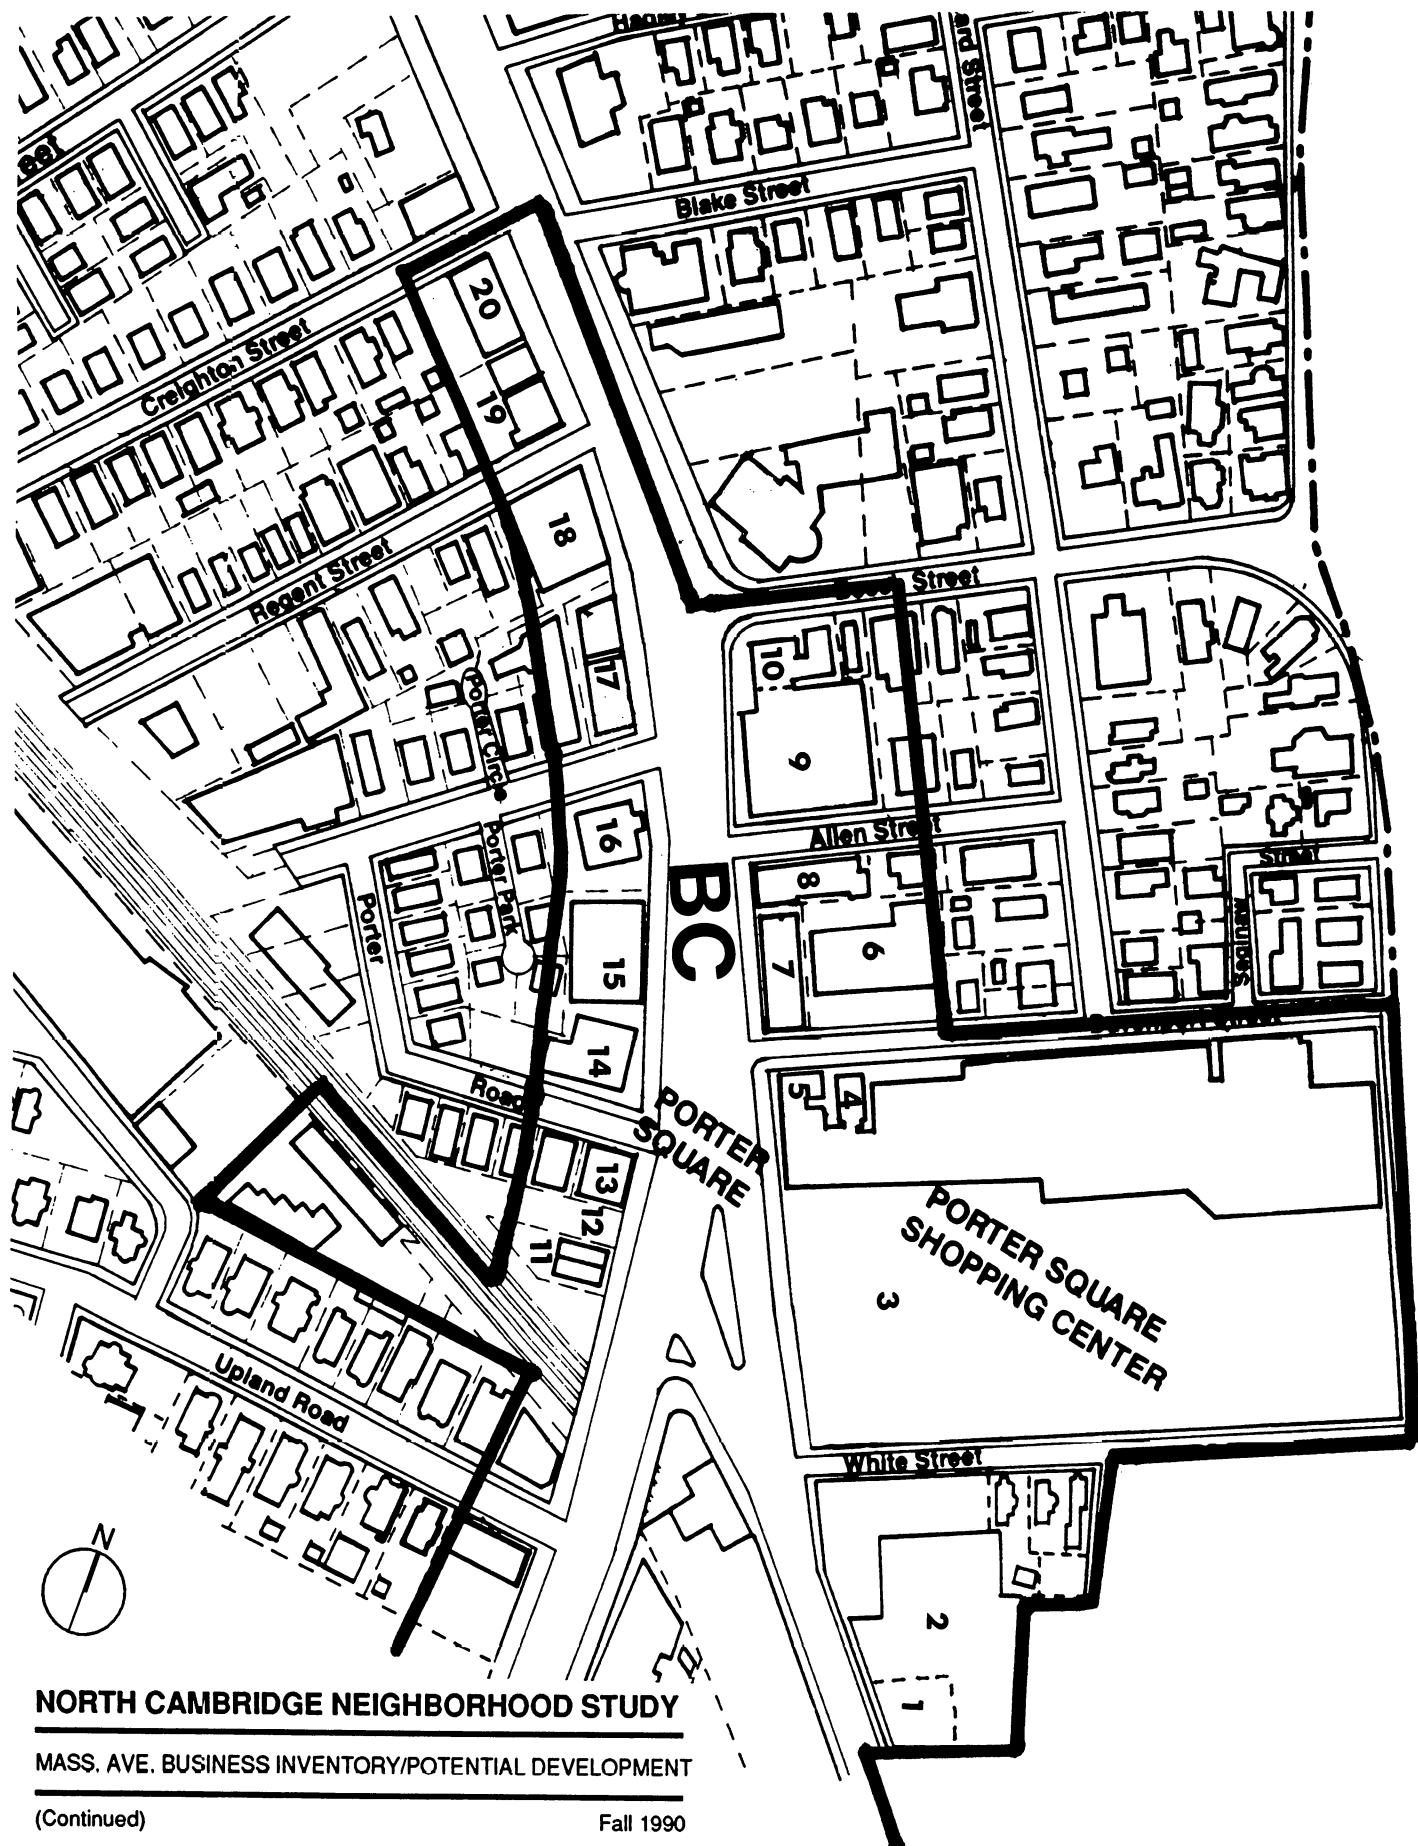 eet
Blake Street
Creighton Street
20
19
18
17
Regent Street
Street
10
9
Porter Circle
Allen Street
Street
16
Porter Park
8
BC
Porter
Saginaw
15
7
6
14
Road
5
4
PORTER
SQUARE
13
12
11
PORTER SQUARE
SHOPPING CENTER
3
Upland Road
White Street
2
1
N
NORTH CAMBRIDGE NEIGHBORHOOD STUDY
MASS. AVE. BUSINESS INVENTORY/POTENTIAL DEVELOPMENT
(Continued)
Fall 1990